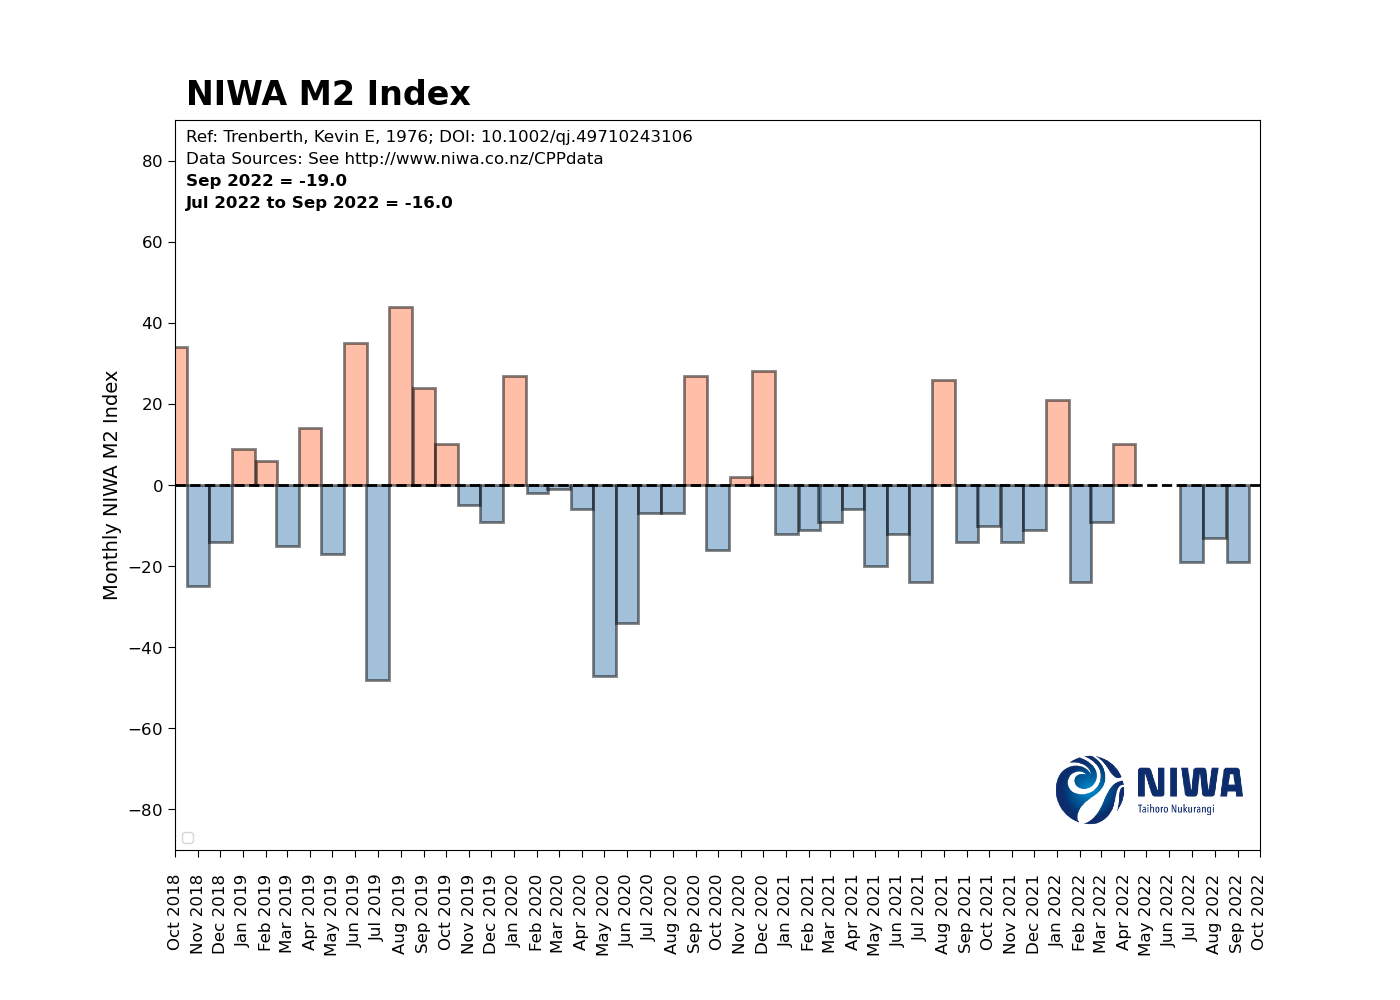 NIWA M2 Index
Ref: Trenberth, Kevin E, 1976; DOI: 10.1002/qj.49710243106
Data Sources: See http://www.niwa.co.nz/CPPdata
Sep 2022 = -19.0
Jul 2022 to Sep 2022 = -16.0
Monthly NIWA M2 Index
80
60
40
20
0
−20
−40
−60
−80
NIWA
Taihoro Nukurangi
Oct 2018
Nov 2018
Dec 2018
Jan 2019
Feb 2019
Mar 2019
Apr 2019
May 2019
Jun 2019
Jul 2019
Aug 2019
Sep 2019
Oct 2019
Nov 2019
Dec 2019
Jan 2020
Feb 2020
Mar 2020
Apr 2020
May 2020
Jun 2020
Jul 2020
Aug 2020
Sep 2020
Oct 2020
Nov 2020
Dec 2020
Jan 2021
Feb 2021
Mar 2021
Apr 2021
May 2021
Jun 2021
Jul 2021
Aug 2021
Sep 2021
Oct 2021
Nov 2021
Dec 2021
Jan 2022
Feb 2022
Mar 2022
Apr 2022
May 2022
Jun 2022
Jul 2022
Aug 2022
Sep 2022
Oct 2022